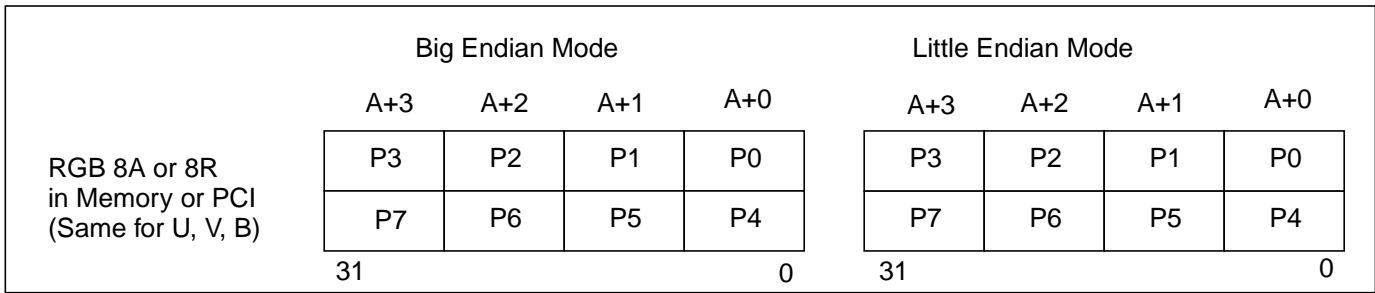 Big Endian Mode Little Endian Mode
A+3 A+2 A+1 A+0 A+3 A+2 A+1 A+0
RGB 8A or 8R
in Memory or PCI
(Same for U, V, B)
P3 P2 P1 P0 P3 P2 P1 P0
P7 P6 P5 P4 P7 P6 P5 P4
31 0 31 0